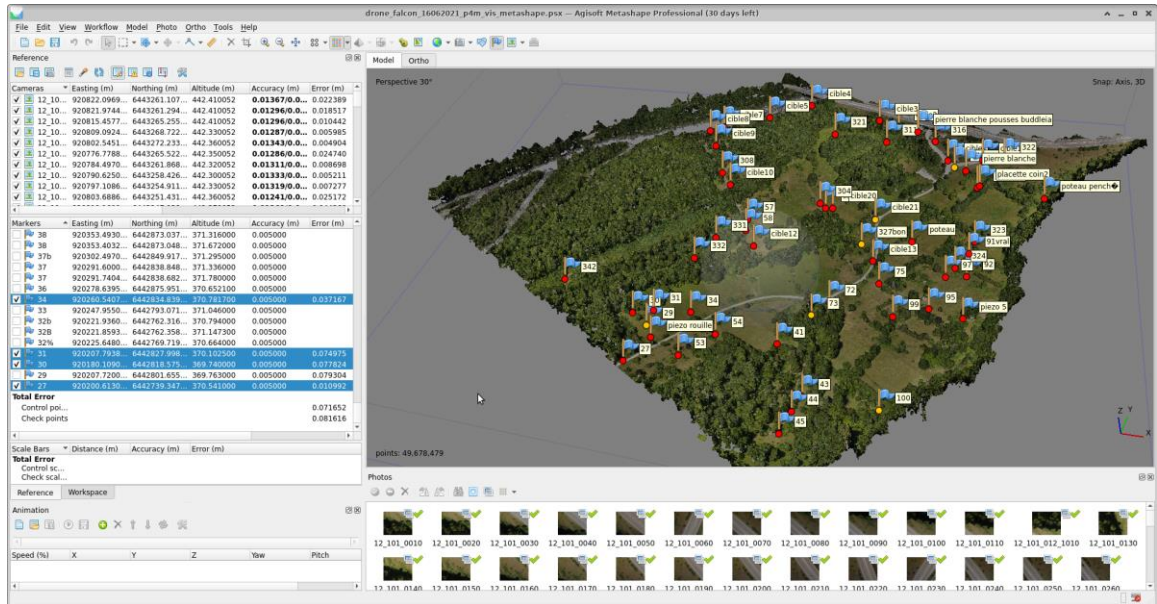 drone_falcon_16062021_p4m_vis_metashape.psx — Agisoft Metashape Professional (30 days left)
File Edit View Workflow Model Photo Ortho Tools Help
Reference
Cameras Easting (m) Northing (m) Altitude (m) Accuracy (m) Error (m)
12_10... 920822.0969... 6443261.107... 442.410052 0.01367/0.0... 0.022389
12_10... 920821.9744... 6443261.294... 442.410052 0.01296/0.0... 0.018517
12_10... 920815.4577... 6443265.255... 442.410052 0.01296/0.0... 0.010442
12_10... 920809.0924... 6443268.722... 442.330052 0.01287/0.0... 0.005985
12_10... 920802.5451... 6443272.233... 442.360052 0.01343/0.0... 0.004904
12_10... 920776.7788... 6443265.522... 442.350052 0.01286/0.0... 0.024740
12_10... 920784.4970... 6443261.868... 442.320052 0.01311/0.0... 0.008698
12_10... 920790.6250... 6443258.426... 442.300052 0.01333/0.0... 0.005211
12_10... 920797.1086... 6443254.911... 442.330052 0.01319/0.0... 0.007277
12_10... 920803.6886... 6443251.431... 442.360052 0.01241/0.0... 0.025172
Markers Easting (m) Northing (m) Altitude (m) Accuracy (m) Error (m)
38 920353.4930... 6442873.037... 371.316000 0.005000
38 920353.4032... 6442873.048... 371.672000 0.005000
37b 920302.4970... 6442849.917... 371.295000 0.005000
37 920291.6000... 6442838.848... 371.336000 0.005000
37 920291.7404... 6442838.682... 371.780000 0.005000
36 920278.6395... 6442875.951... 370.652100 0.005000
34 920260.5407... 6442834.839... 370.781700 0.005000 0.037167
33 920247.9550... 6442793.071... 371.046000 0.005000
32b 920221.9360... 6442762.316... 370.794000 0.005000
32B 920221.8593... 6442762.358... 371.147300 0.005000
32% 920225.6480... 6442769.719... 370.664000 0.005000
31 920207.7938... 6442827.998... 370.102500 0.005000 0.074975
30 920180.1090... 6442818.575... 369.740000 0.005000 0.077824
29 920207.7200... 6442801.655... 369.763000 0.005000 0.079304
27 920200.6130... 6442739.347... 370.541000 0.005000 0.010992
Total Error
Control poi... 0.071652
Check points 0.081616
Scale Bars Distance (m) Accuracy (m) Error (m)
Total Error
Control sc...
Check scal...
Reference Workspace
Animation
Speed (%) X Y Z Yaw Pitch
Model Ortho
Perspective 30°
Snap: Axis, 3D
cible4
cible5
cible3
cible7
cible8
pierre blanche pousses buddleia
321
311
316
cible9
322
pierre blanche
308
cible10
placette coin2
poteau pench�
304
cible20
cible21
57
58
331
cible12
327bon
poteau
323
91vral
332
cible13
324
97
92
342
75
72
31
34
73
99
95
piezo 5
29
piezo rouille
54
41
27
53
43
44
100
45
Z Y
X
points: 49,678,479
Photos
12_101_0010 12_101_0020 12_101_0030 12_101_0040 12_101_0050 12_101_0060 12_101_0070 12_101_0080 12_101_0090 12_101_0100 12_101_0110 12_101_012_1010 12_101_0130
12_101_0140 12_101_0150 12_101_0160 12_101_0170 12_101_0180 12_101_0190 12_101_0200 12_101_0210 12_101_0220 12_101_0230 12_101_0240 12_101_0250 12_101_0260